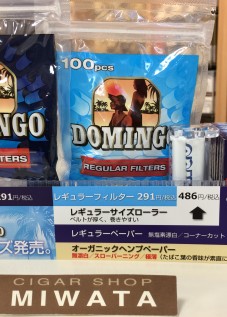 100pcs
DOMINGO
REGULAR FILTERS
NGO
TERS
291円/税込
レギュラーフィルター 291円/税込
486円/税込
レギュラーサイズローラー
ベルトが厚く、巻きやすい
レギュラーペーパー 無漂素漂白/コーナーカット
ズ発売。
オーガニックヘンプペーパー
無漂白/スローバーニング/極薄
CIGAR SHOP
MIWATA